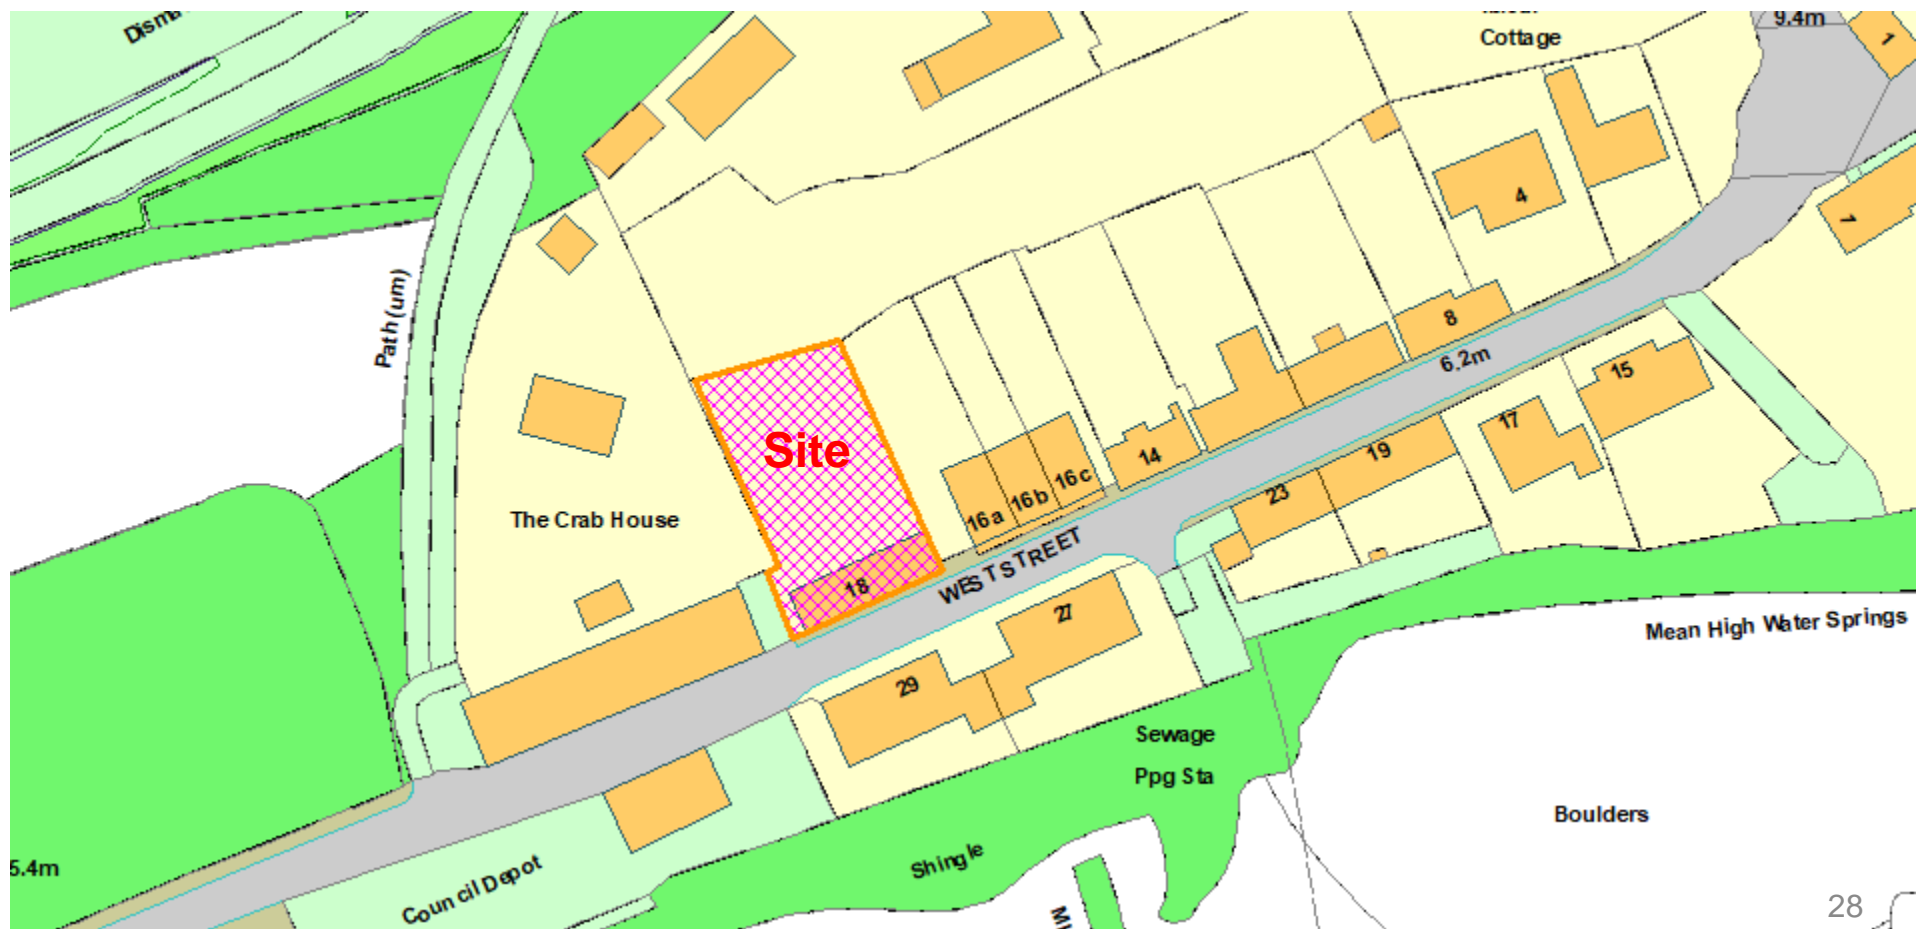 9.4m
Cottage
1
4
1
Path (um)
8
6.2m
15
Site
17
14
19
16c
16b
23
16a
The Crab House
WEST STREET
18
27
Mean High Water Springs
29
Sewage
Ppg Sta
Boulders
5.4m
Shingle
Council Depot
28